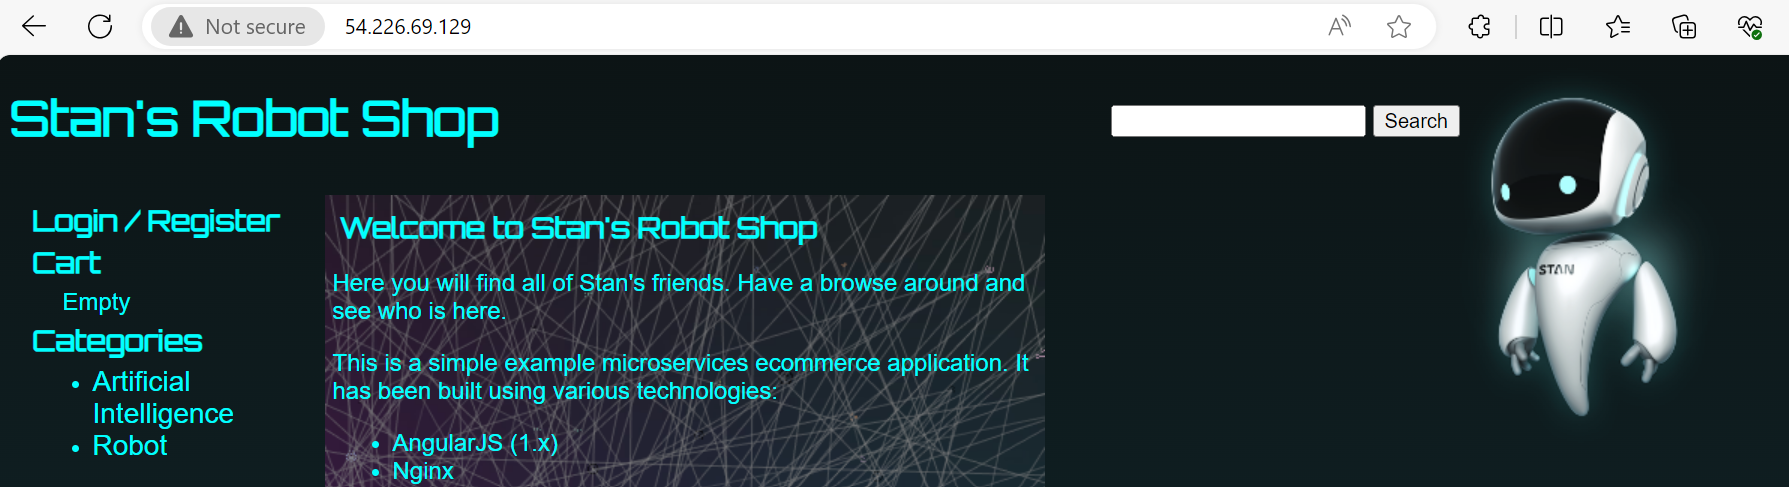 Not secure 54.226.69.129
Stan's Robot Shop
Search
STAN
Login / Register
Cart
Empty
Categories
Artificial
Intelligence
Robot
Welcome to Stan's Robot Shop
Here you will find all of Stan's friends. Have a browse around and
see who is here.
This is a simple example microservices ecommerce application. It
has been built using various technologies:
AngularJS (1.x)
Nginx